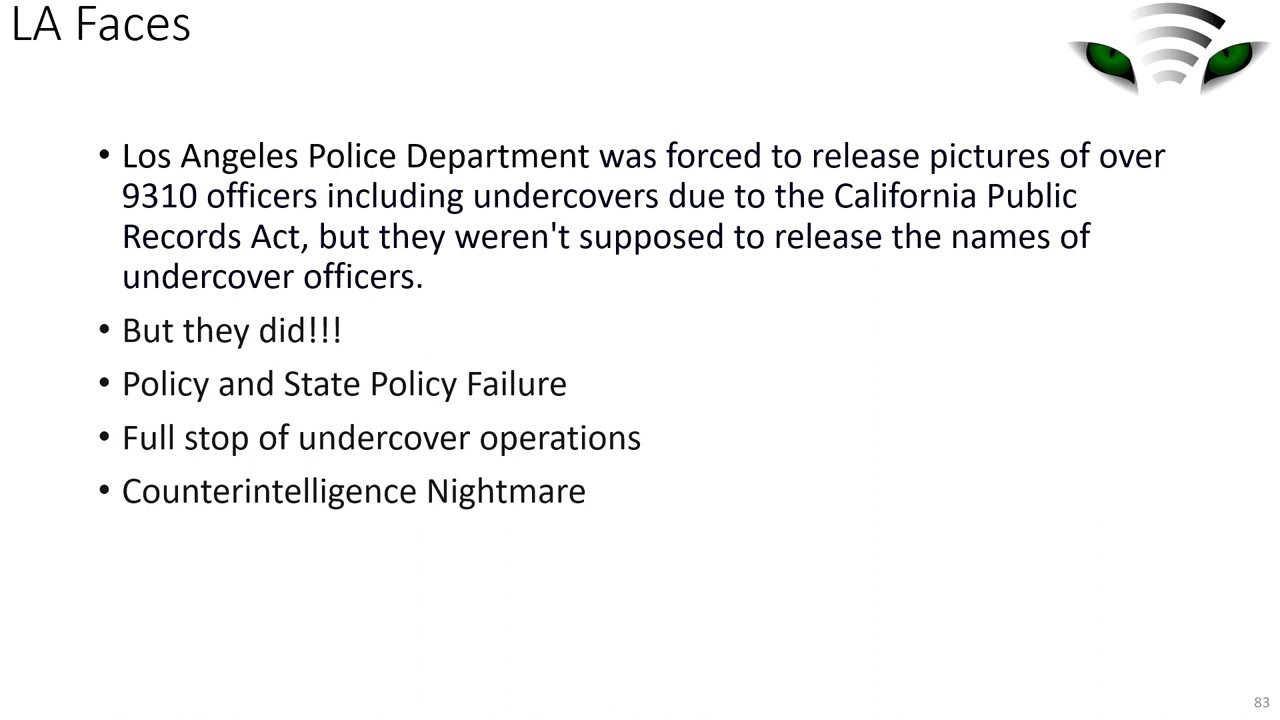 LA Faces
• Los Angeles Police Department was forced to release pictures of over
9310 officers including undercovers due to the California Public
Records Act, but they weren't supposed to release the names of
undercover officers.
• But they did!!!
• Policy and State Policy Failure
• Full stop of undercover operations
• Counterintelligence Nightmare
83